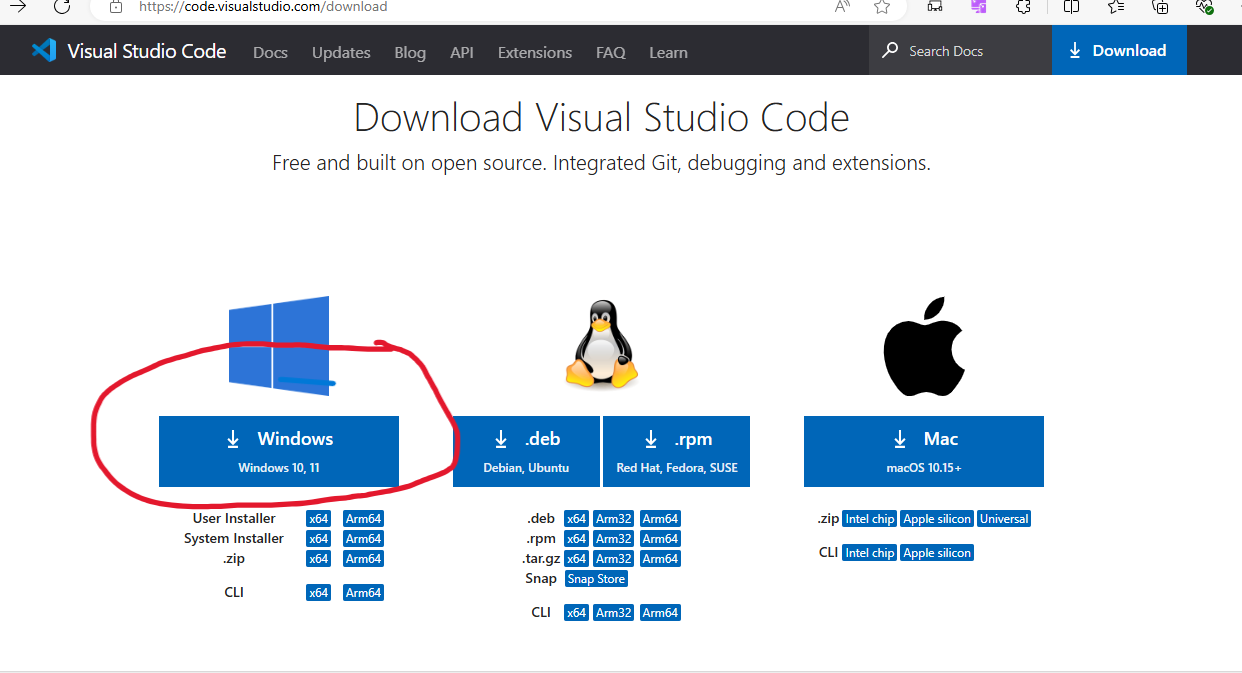 https://code.visualstudio.com/download
Visual Studio Code Docs Updates Blog API Extensions FAQ Learn Search Docs Download
Download Visual Studio Code
Free and built on open source. Integrated Git, debugging and extensions.
Windows
Windows 10, 11
User Installer x64 Arm64
System Installer x64 Arm64
.zip x64 Arm64
CLI x64 Arm64
.deb
Debian, Ubuntu
.rpm
Red Hat, Fedora, SUSE
.deb x64 Arm32 Arm64
.rpm x64 Arm32 Arm64
.tar.gz x64 Arm32 Arm64
Snap Snap Store
CLI x64 Arm32 Arm64
Mac
macOS 10.15+
.zip Intel chip Apple silicon Universal
CLI Intel chip Apple silicon